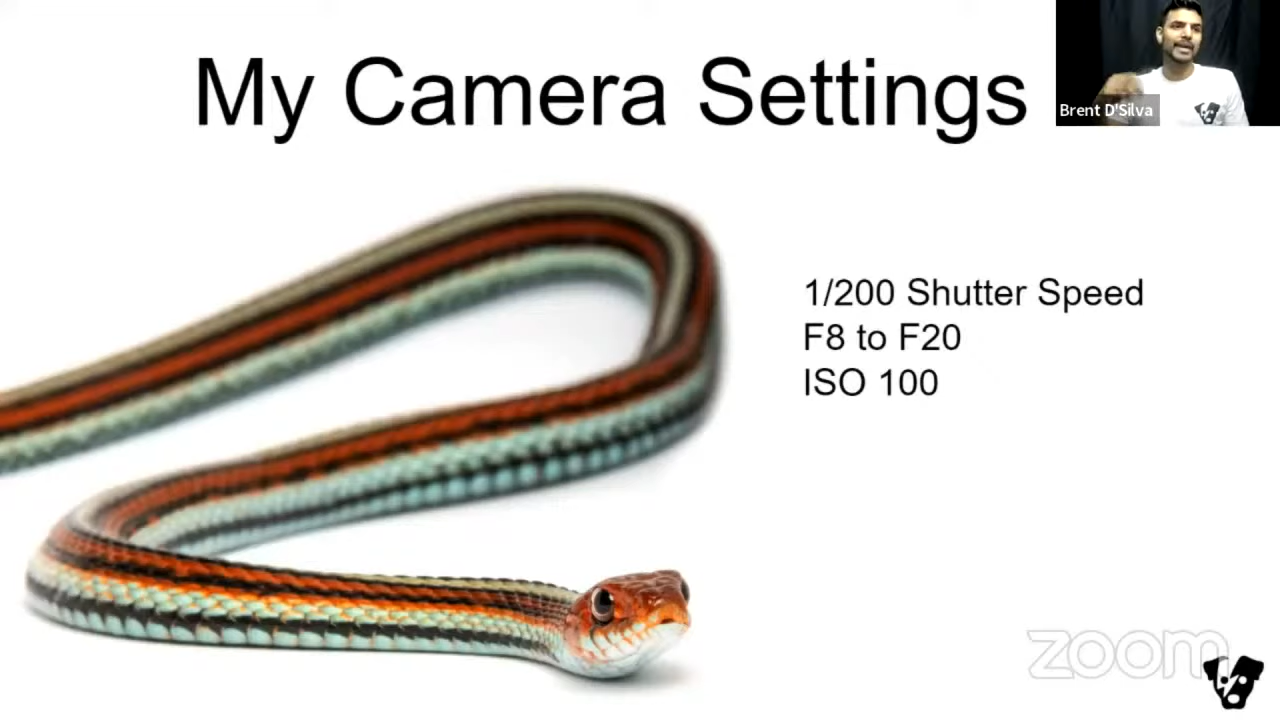 My Camera Settings
Brent D'Silva
1/200 Shutter Speed
F8 to F20
ISO 100
zoom